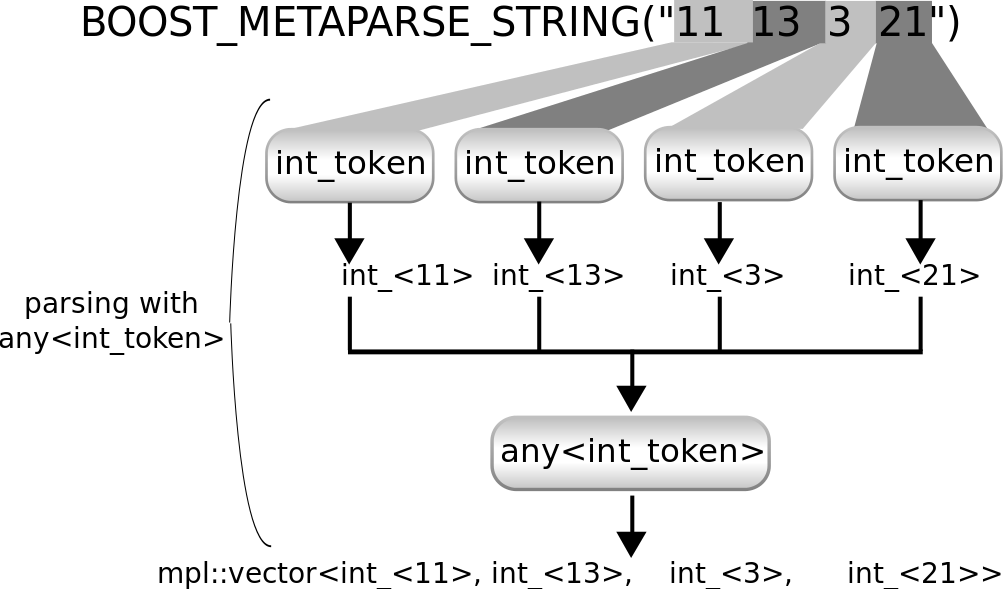 BOOST_METAPARSE_STRING("11 13 3 21")
int_token int_token int_token int_token
int_<11> int_<13> int_<3> int_<21>
parsing with
any<int_token>
any<int_token>
mpl::vector<int_<11>, int_<13>, int_<3>, int_<21>>